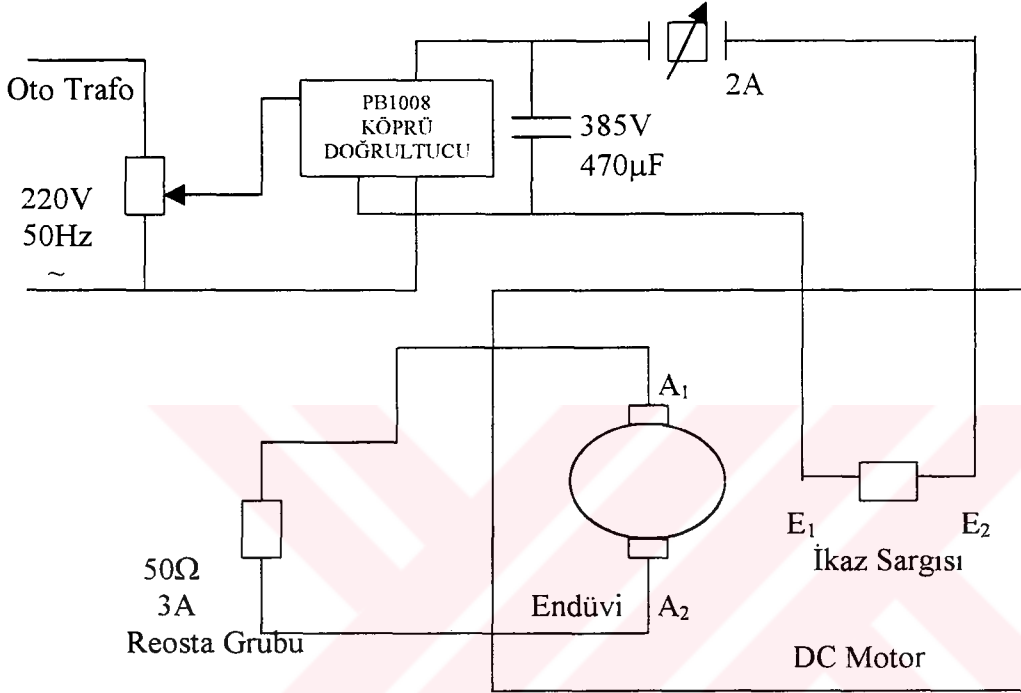 Oto Trafo
220V
50Hz
~
PB1008
KÖPRÜ
DOĞRULTUCU
385V
470µF
2A
A₁
E₁
E₂
İkaz Sargısı
50Ω
3A
Reosta Grubu
Endüvi
A₂
DC Motor